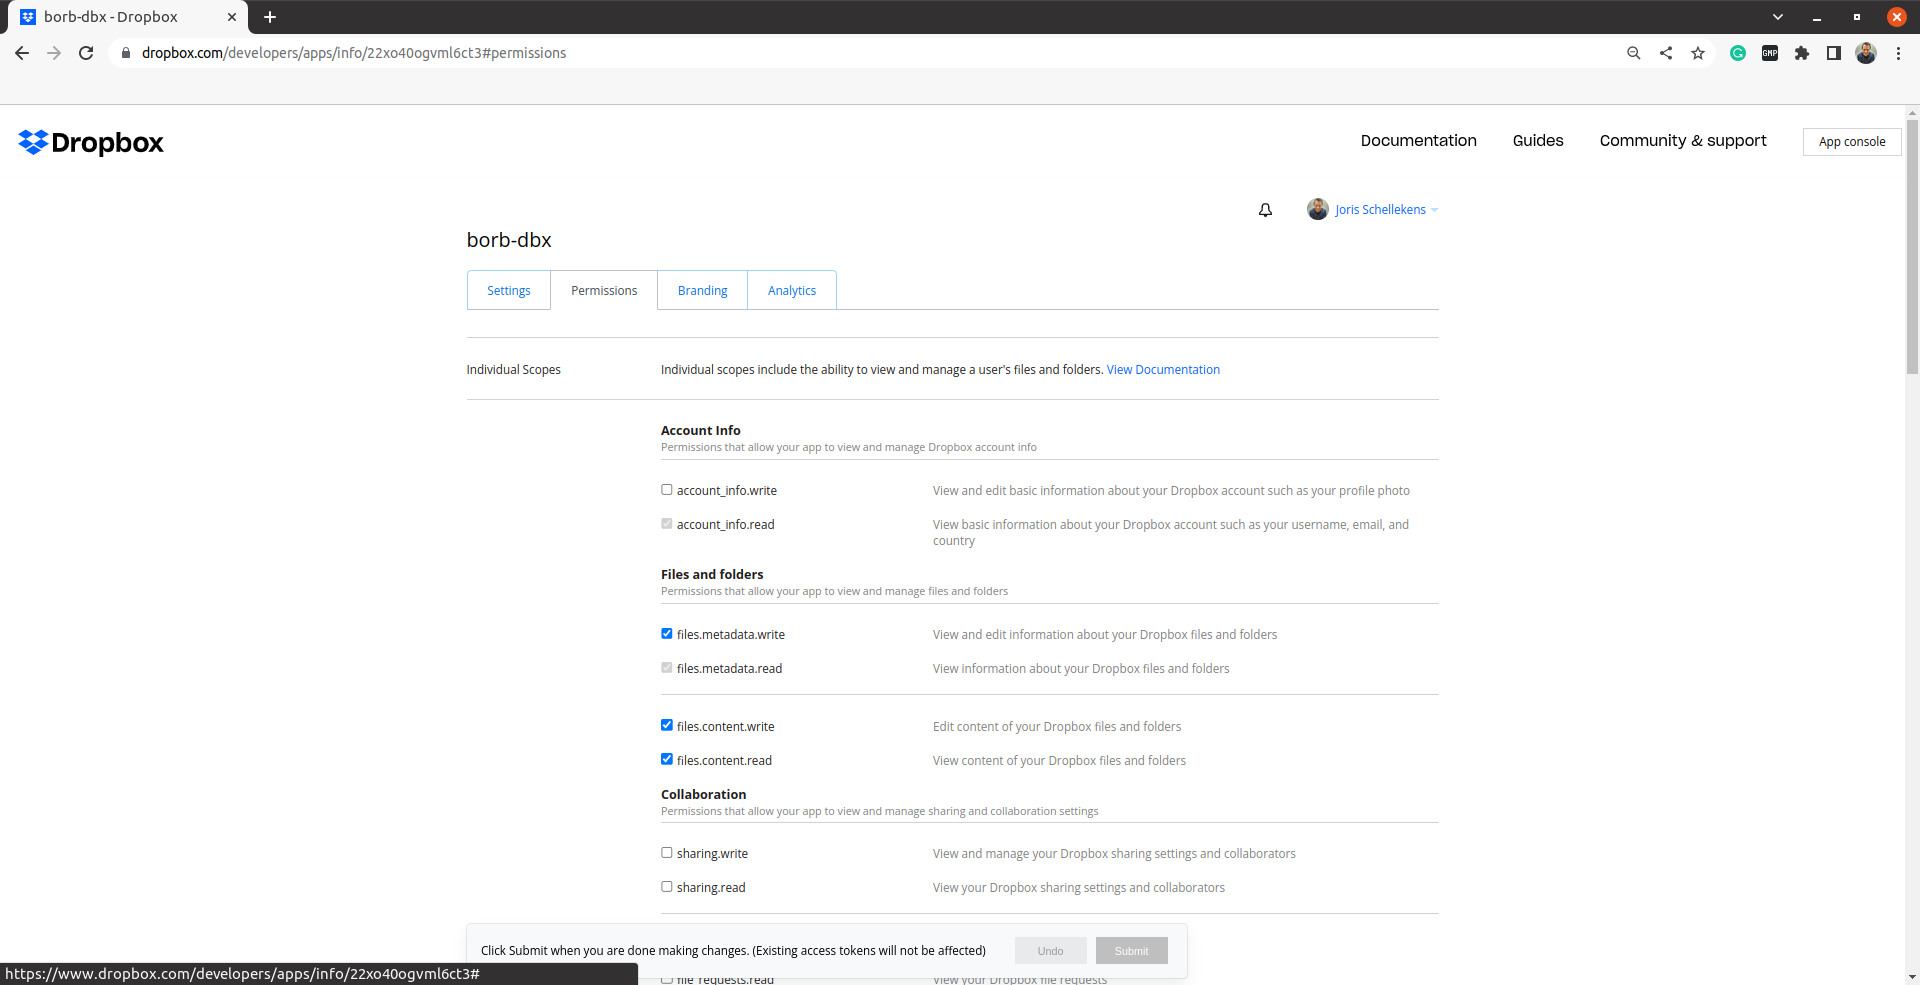 borb-dbx - Dropbox
dropbox.com/developers/apps/info/22xo40ogvml6ct3#permissions
GMP
Dropbox
Documentation Guides Community & support App console
Joris Schellekens
borb-dbx
Settings Permissions Branding Analytics
Individual Scopes Individual scopes include the ability to view and manage a user's files and folders. View Documentation
Account Info
Permissions that allow your app to view and manage Dropbox account info
account_info.write View and edit basic information about your Dropbox account such as your profile photo
account_info.read View basic information about your Dropbox account such as your username, email, and
country
Files and folders
Permissions that allow your app to view and manage files and folders
files.metadata.write View and edit information about your Dropbox files and folders
files.metadata.read View information about your Dropbox files and folders
files.content.write Edit content of your Dropbox files and folders
files.content.read View content of your Dropbox files and folders
Collaboration
Permissions that allow your app to view and manage sharing and collaboration settings
sharing.write View and manage your Dropbox sharing settings and collaborators
sharing.read View your Dropbox sharing settings and collaborators
Click Submit when you are done making changes. (Existing access tokens will not be affected) Undo Submit
file_requests.read View your Dropbox file requests
https://www.dropbox.com/developers/apps/info/22xo40ogvml6ct3#